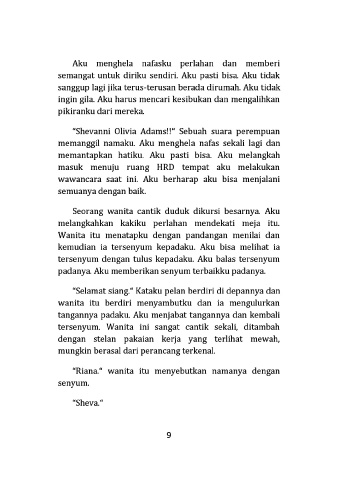 Aku menghela nafasku perlahan dan memberi
semangat untuk diriku sendiri. Aku pasti bisa. Aku tidak
sanggup lagi jika terus-terusan berada dirumah. Aku tidak
ingin gila. Aku harus mencari kesibukan dan mengalihkan
pikiranku dari mereka.
"Shevanni Olivia Adams!!" Sebuah suara perempuan
memanggil namaku. Aku menghela nafas sekali lagi dan
memantapkan hatiku. Aku pasti bisa. Aku melangkah
masuk menuju ruang HRD tempat aku melakukan
wawancara saat ini. Aku berharap aku bisa menjalani
semuanya dengan baik.
Seorang wanita cantik duduk dikursi besarnya. Aku
melangkahkan kakiku perlahan mendekati meja itu.
Wanita itu menatapku dengan pandangan menilai dan
kemudian ia tersenyum kepadaku. Aku bisa melihat ia
tersenyum dengan tulus kepadaku. Aku balas tersenyum
padanya. Aku memberikan senyum terbaikku padanya.
"Selamat siang." Kataku pelan berdiri di depannya dan
wanita itu berdiri menyambutku dan ia mengulurkan
tangannya padaku. Aku menjabat tangannya dan kembali
tersenyum. Wanita ini sangat cantik sekali, ditambah
dengan stelan pakaian kerja yang terlihat mewah,
mungkin berasal dari perancang terkenal.
"Riana." wanita itu menyebutkan namanya dengan
senyum.
"Sheva."
9